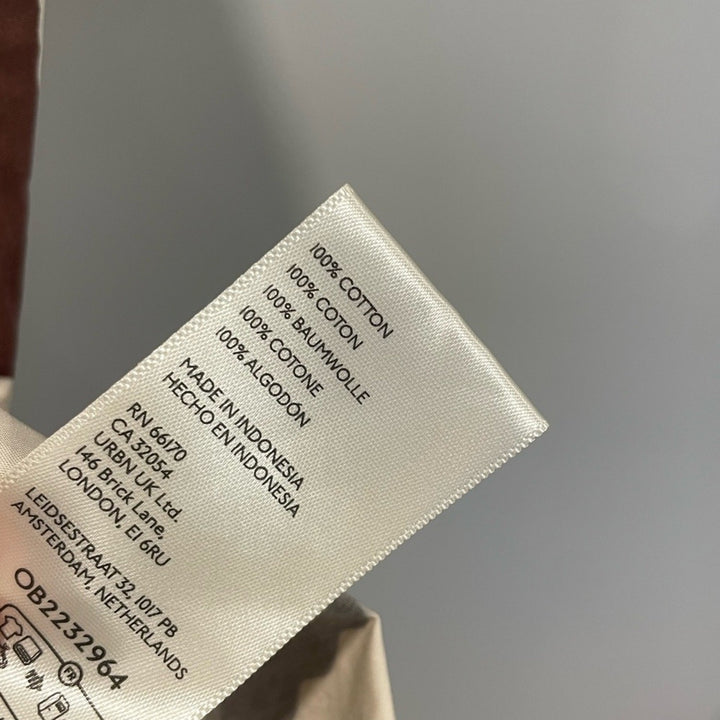 100% COTTON
100% COTON
100% BAUMWOLLE
100% COTONE
100% ALGODÓN
MADE IN INDONESIA
HECHO EN INDONESIA
RN 66170
CA 32054
URBN UK Ltd.
146 Brick Lane,
LONDON, E1 6RU
LEIDSESTRAAT 32, 1017 PB
AMSTERDAM, NETHERLANDS
OB2232964
FR